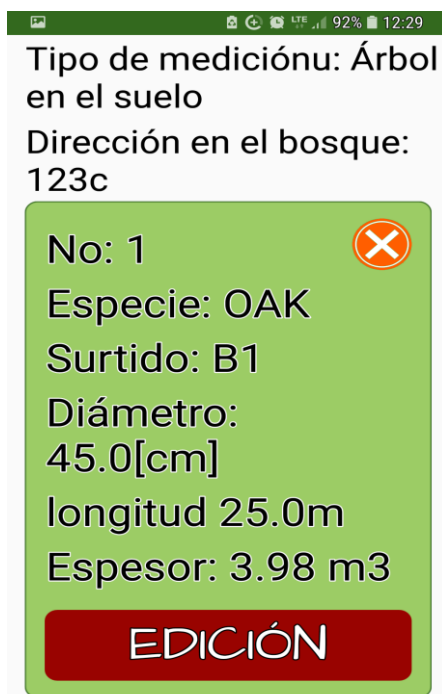 LTE 92% 12:29
Tipo de mediciónu: Árbol
en el suelo
Dirección en el bosque:
123c
No: 1
Especie: OAK
Surtido: B1
Diámetro:
45.0[cm]
longitud 25.0m
Espesor: 3.98 m3
EDICIÓN